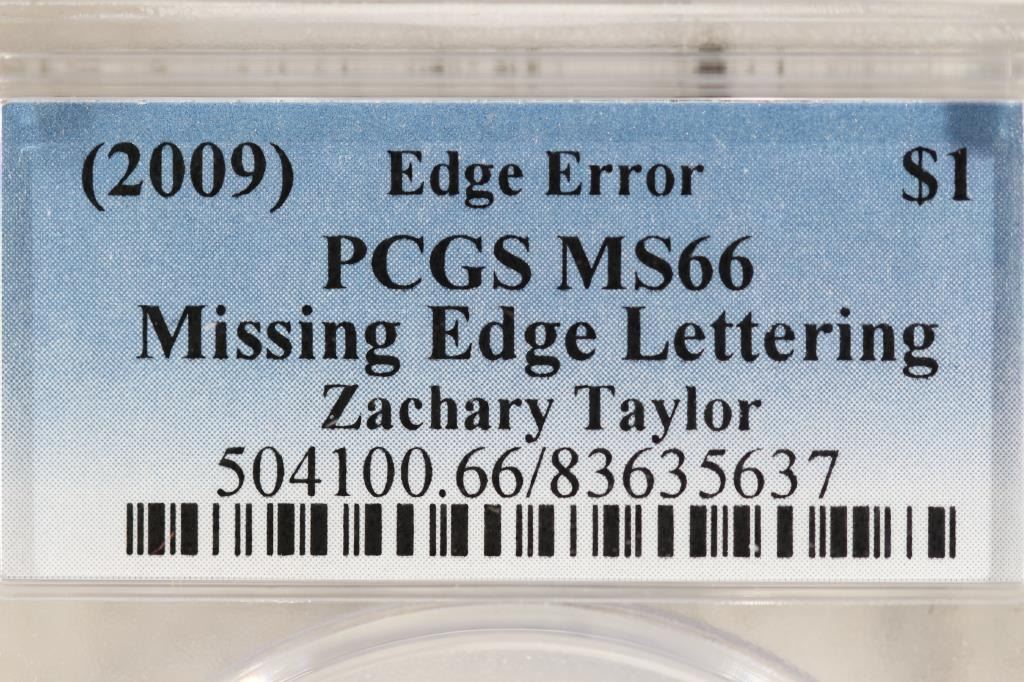 (2009) Edge Error $1
PCGS MS66
Missing Edge Lettering
Zachary Taylor
504100.66/83635637